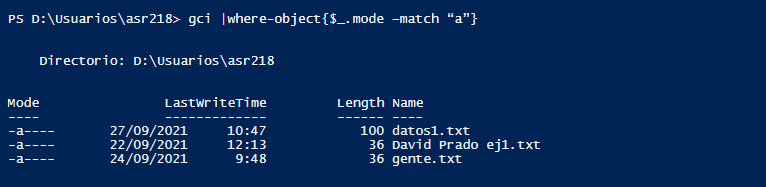 PS D:\Usuarios\asr218> gci |where-object{$_.mode –match “a”}
Directorio: D:\Usuarios\asr218
Mode LastWriteTime Length Name
---- ------------- ------ ----
-a---- 27/09/2021 10:47 100 datos1.txt
-a---- 22/09/2021 12:13 36 David Prado ej1.txt
-a---- 24/09/2021 9:48 36 gente.txt